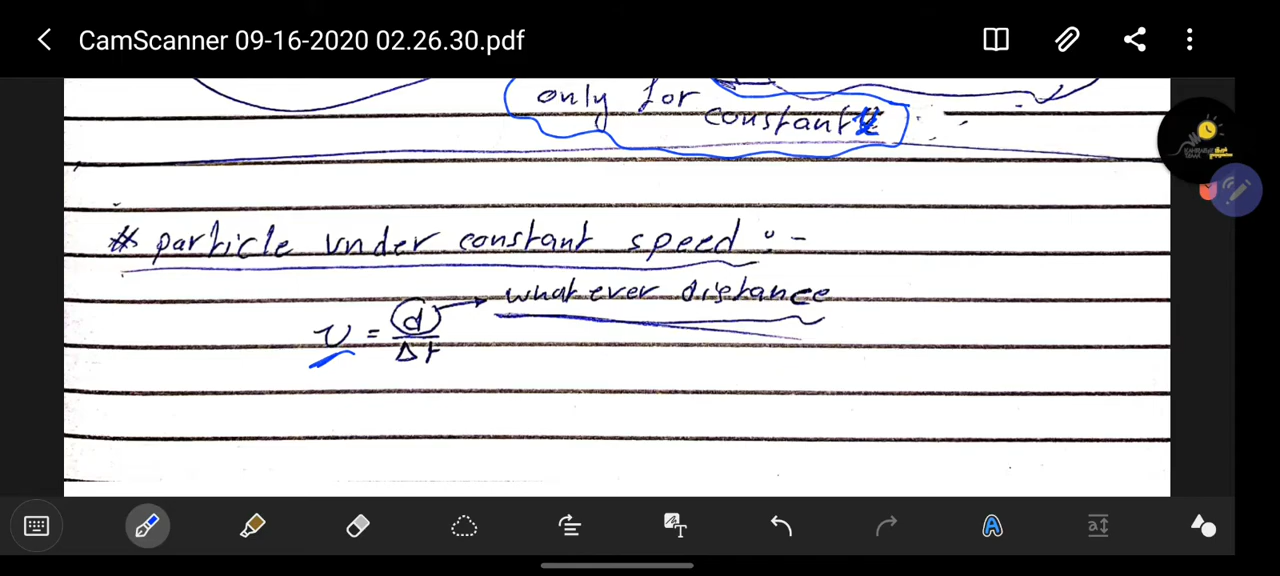 CamScanner 09-16-2020 02.26.30.pdf
only for constant
# particle under constant speed :-
v = d/Δt → whatever distance
T
A
a